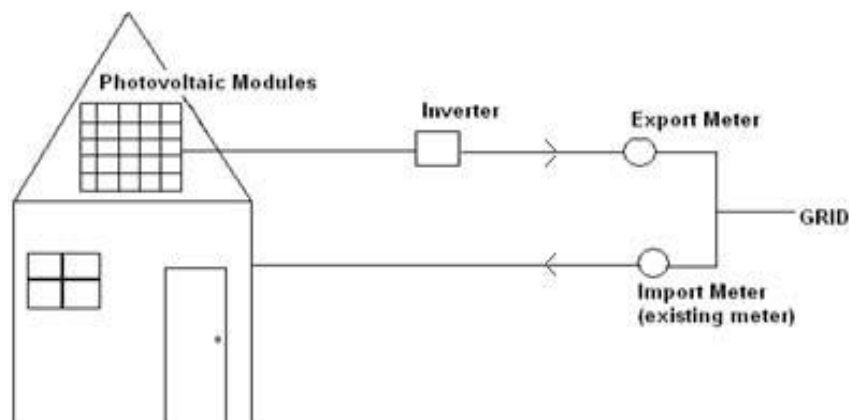 Photovoltaic Modules
Inverter
Export Meter
GRID
Import Meter
(existing meter)